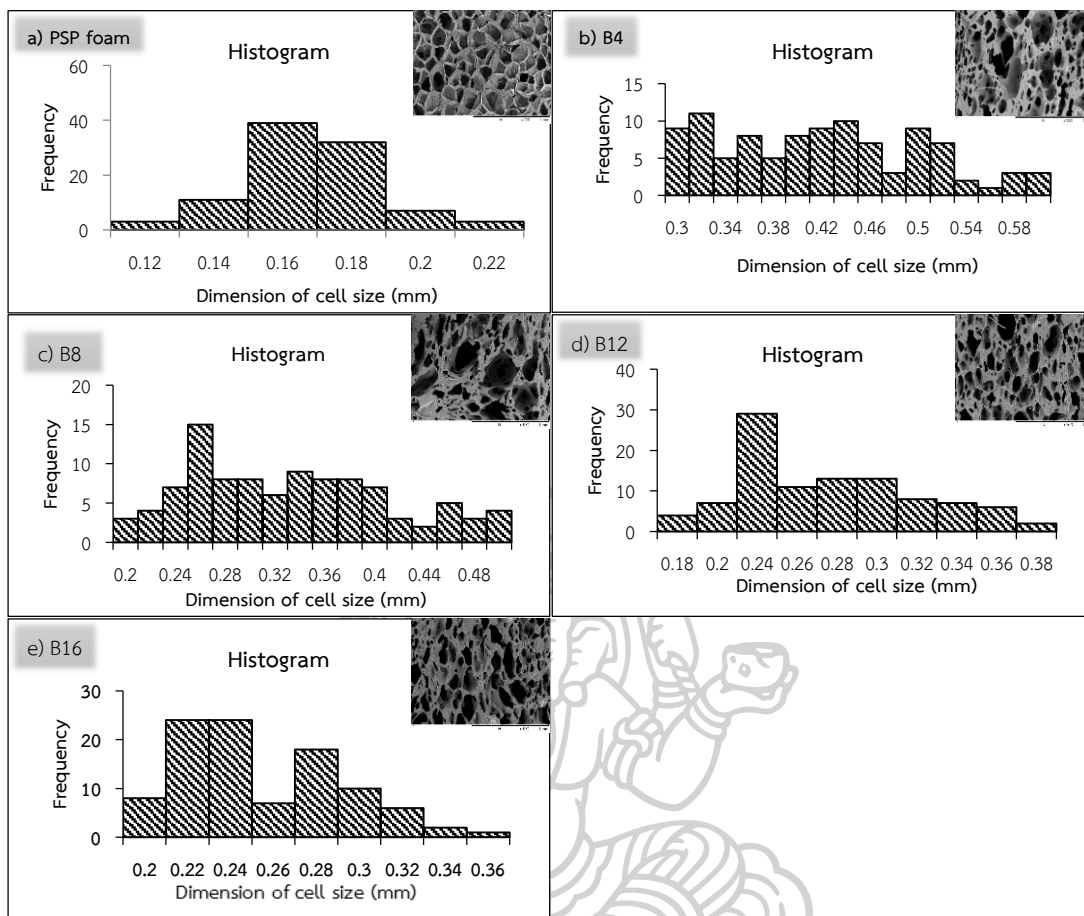 a) PSP foam
Histogram
Frequency
60
40
20
0
0.12 0.14 0.16 0.18 0.2 0.22
Dimension of cell size (mm)
b) B4
Histogram
Frequency
15
10
5
0
0.3 0.34 0.38 0.42 0.46 0.5 0.54 0.58
Dimension of cell size (mm)
c) B8
Histogram
Frequency
20
15
10
5
0
0.2 0.24 0.28 0.32 0.36 0.4 0.44 0.48
Dimension of cell size (mm)
d) B12
Histogram
Frequency
40
30
20
10
0
0.18 0.2 0.24 0.26 0.28 0.3 0.32 0.34 0.36 0.38
Dimension of cell size (mm)
e) B16
Histogram
Frequency
30
20
10
0
0.2 0.22 0.24 0.26 0.28 0.3 0.32 0.34 0.36
Dimension of cell size (mm)